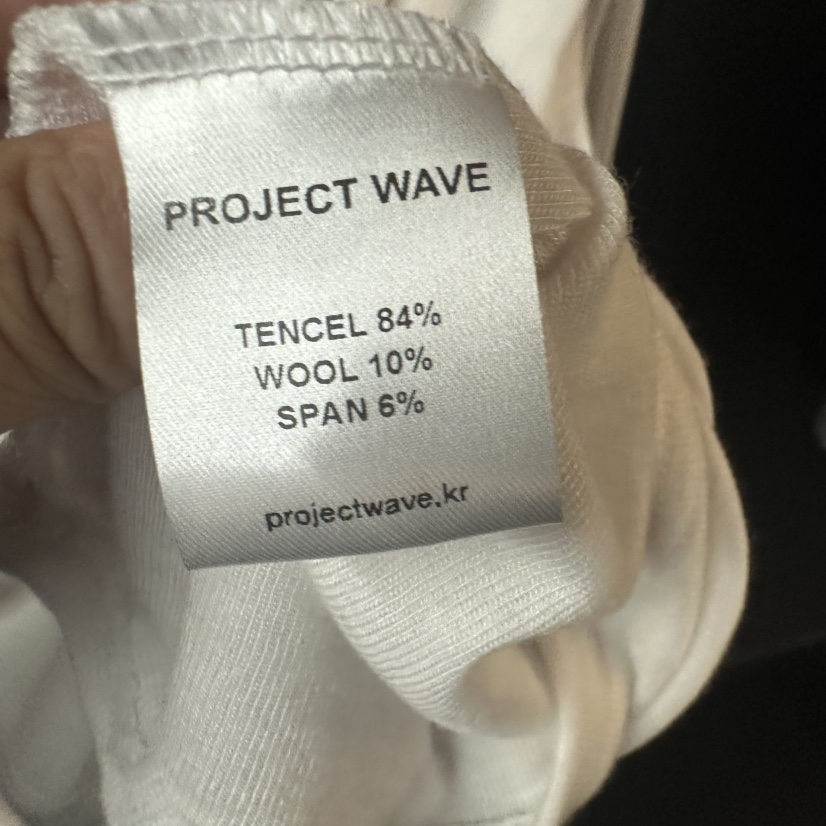 PROJECT WAVE
TENCEL 84%
WOOL 10%
SPAN 6%
projectwave.kr